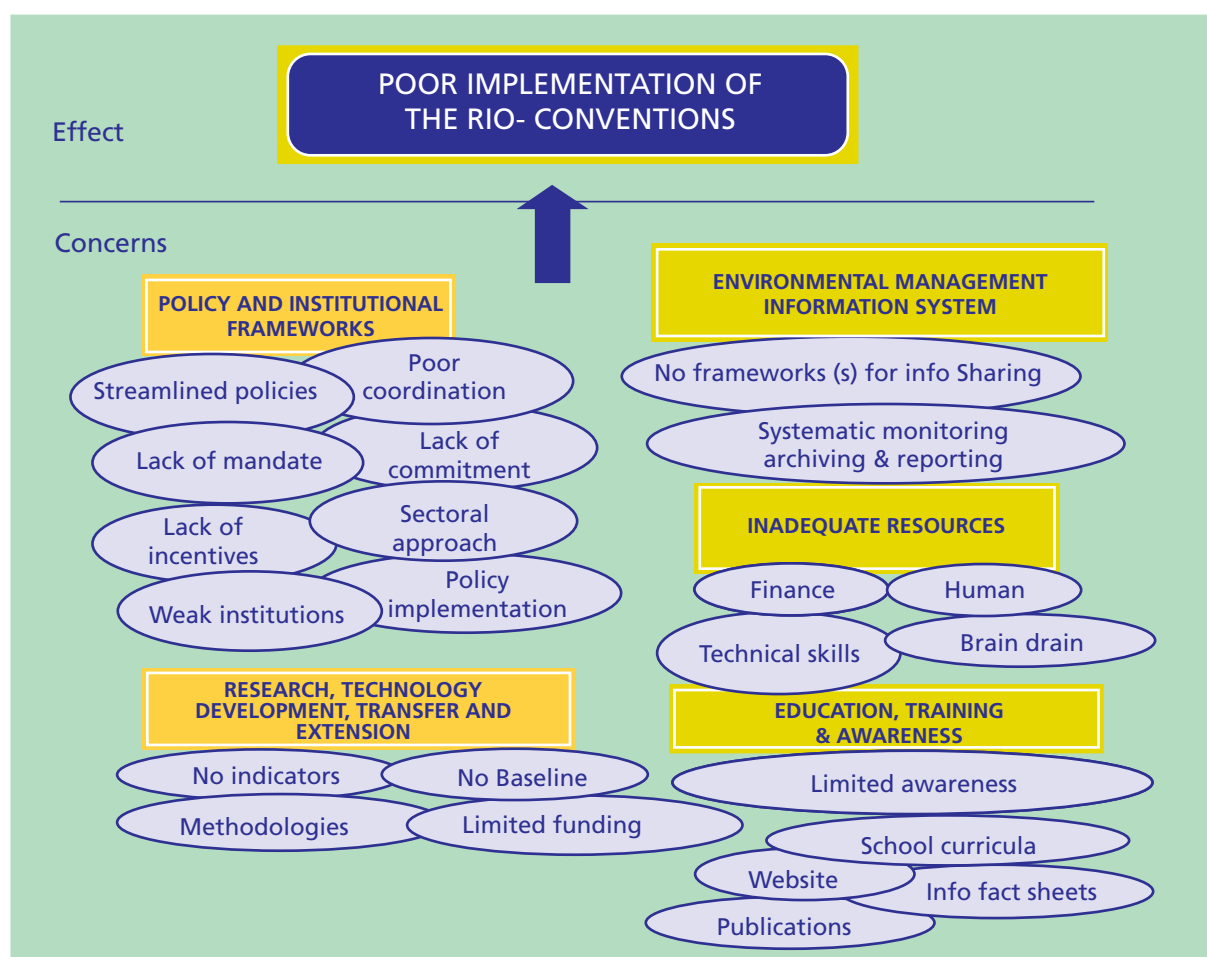 POOR IMPLEMENTATION OF
THE RIO- CONVENTIONS
Effect
Concerns
POLICY AND INSTITUTIONAL
FRAMEWORKS
Streamlined policies
Poor
coordination
Lack of mandate
Lack of
commitment
Lack of
incentives
Sectoral
approach
Weak institutions
Policy
implementation
RESEARCH, TECHNOLOGY
DEVELOPMENT, TRANSFER AND
EXTENSION
No indicators
No Baseline
Methodologies
Limited funding
ENVIRONMENTAL MANAGEMENT
INFORMATION SYSTEM
No frameworks (s) for info Sharing
Systematic monitoring
archiving & reporting
INADEQUATE RESOURCES
Finance
Human
Technical skills
Brain drain
EDUCATION, TRAINING
& AWARENESS
Limited awareness
School curricula
Website
Info fact sheets
Publications